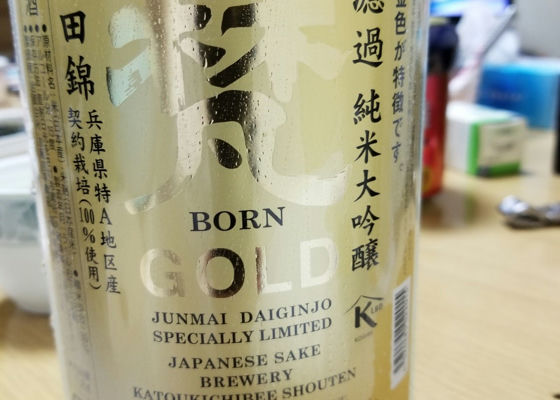 梵
BORN
GOLD
JUNMAI DAIGINJO
SPECIALLY LIMITED
JAPANESE SAKE
BREWERY
KATOUKICHIBEE SHOUTEN
濾過 純米大吟醸
金色が特徴です。
田錦
兵庫県特A地区産
契約栽培(100%使用)
K